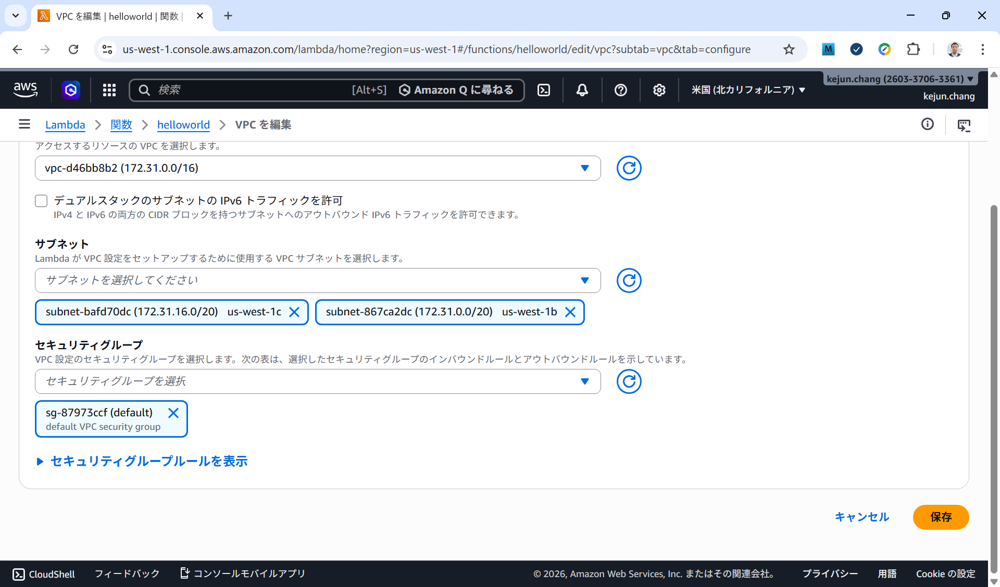 VPC を編集 | helloworld | 関数 |
us-west-1.console.aws.amazon.com/lambda/home?region=us-west-1#/functions/helloworld/edit/vpc?subtab=vpc&tab=configure
M
aws
検索 [Alt+S] Amazon Q に尋ねる
米国 (北カリフォルニア)
kejun.chang (2603-3706-3361)
kejun.chang
Lambda 関数 helloworld VPC を編集
アクセスするリソースの VPC を選択します。
vpc-d46bb8b2 (172.31.0.0/16)
デュアルスタックのサブネットの IPv6 トラフィックを許可
IPv4 と IPv6 の両方の CIDR ブロックを持つサブネットへのアウトバウンド IPv6 トラフィックを許可できます。
サブネット
Lambda が VPC 設定をセットアップするために使用する VPC サブネットを選択します。
サブネットを選択してください
subnet-bafd70dc (172.31.16.0/20) us-west-1c
subnet-867ca2dc (172.31.0.0/20) us-west-1b
セキュリティグループ
VPC 設定のセキュリティグループを選択します。次の表は、選択したセキュリティグループのインバウンドルールとアウトバウンドルールを示しています。
セキュリティグループを選択
sg-87973ccf (default)
default VPC security group
セキュリティグループルールを表示
キャンセル 保存
CloudShell フィードバック コンソールモバイルアプリ © 2026, Amazon Web Services, Inc. またはその関連会社。 プライバシー 用語 Cookie の設定